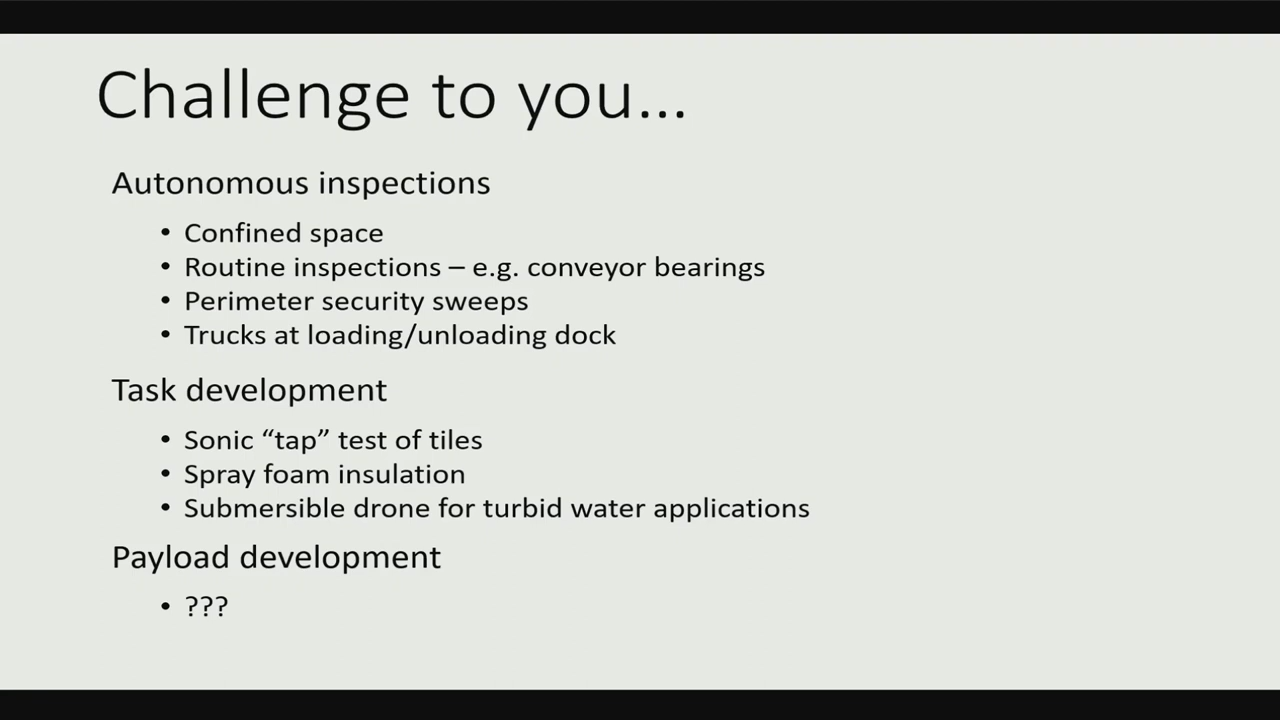 Challenge to you...
Autonomous inspections
• Confined space
• Routine inspections – e.g. conveyor bearings
• Perimeter security sweeps
• Trucks at loading/unloading dock
Task development
• Sonic “tap” test of tiles
• Spray foam insulation
• Submersible drone for turbid water applications
Payload development
• ???